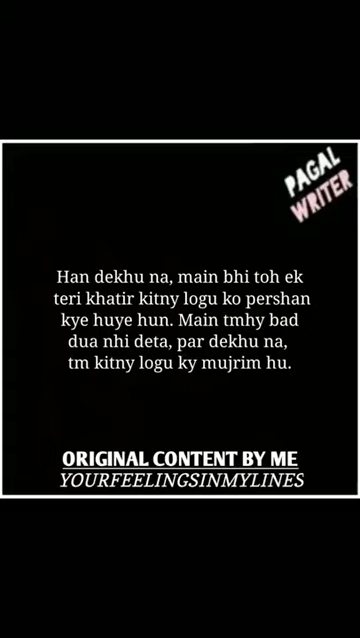 PAGAL
WRITER
Han dekhu na, main bhi toh ek
teri khatir kitny logu ko pershan
kye huye hun. Main tmhy bad
dua nhi deta, par dekhu na,
tm kitny logu ky mujrim hu.
ORIGINAL CONTENT BY ME
YOURFEELINGSINMYLINES